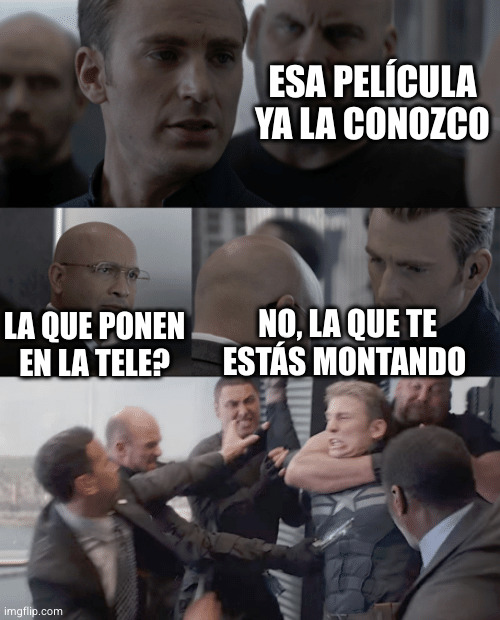 ESA PELÍCULA
YA LA CONOZCO
LA QUE PONEN
EN LA TELE?
NO, LA QUE TE
ESTÁS MONTANDO
imgflip.com